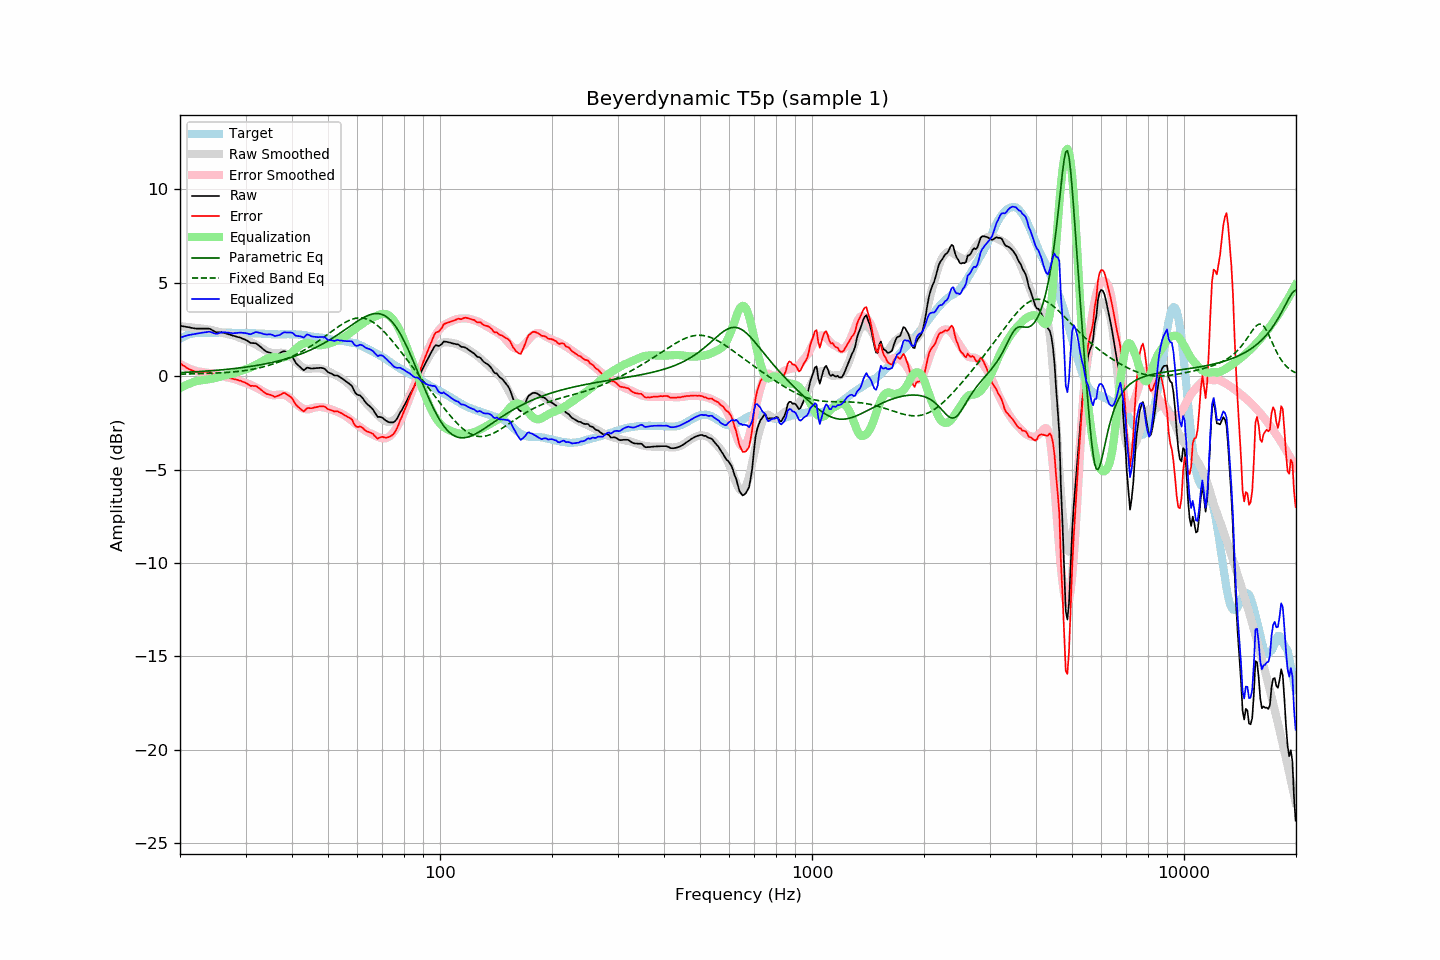 Beyerdynamic T5p (sample 1)
Target
Raw Smoothed
Error Smoothed
Raw
Error
Equalization
Parametric Eq
Fixed Band Eq
Equalized
10
5
0
−5
−10
−15
−20
−25
Amplitude (dBr)
100
1000
10000
Frequency (Hz)